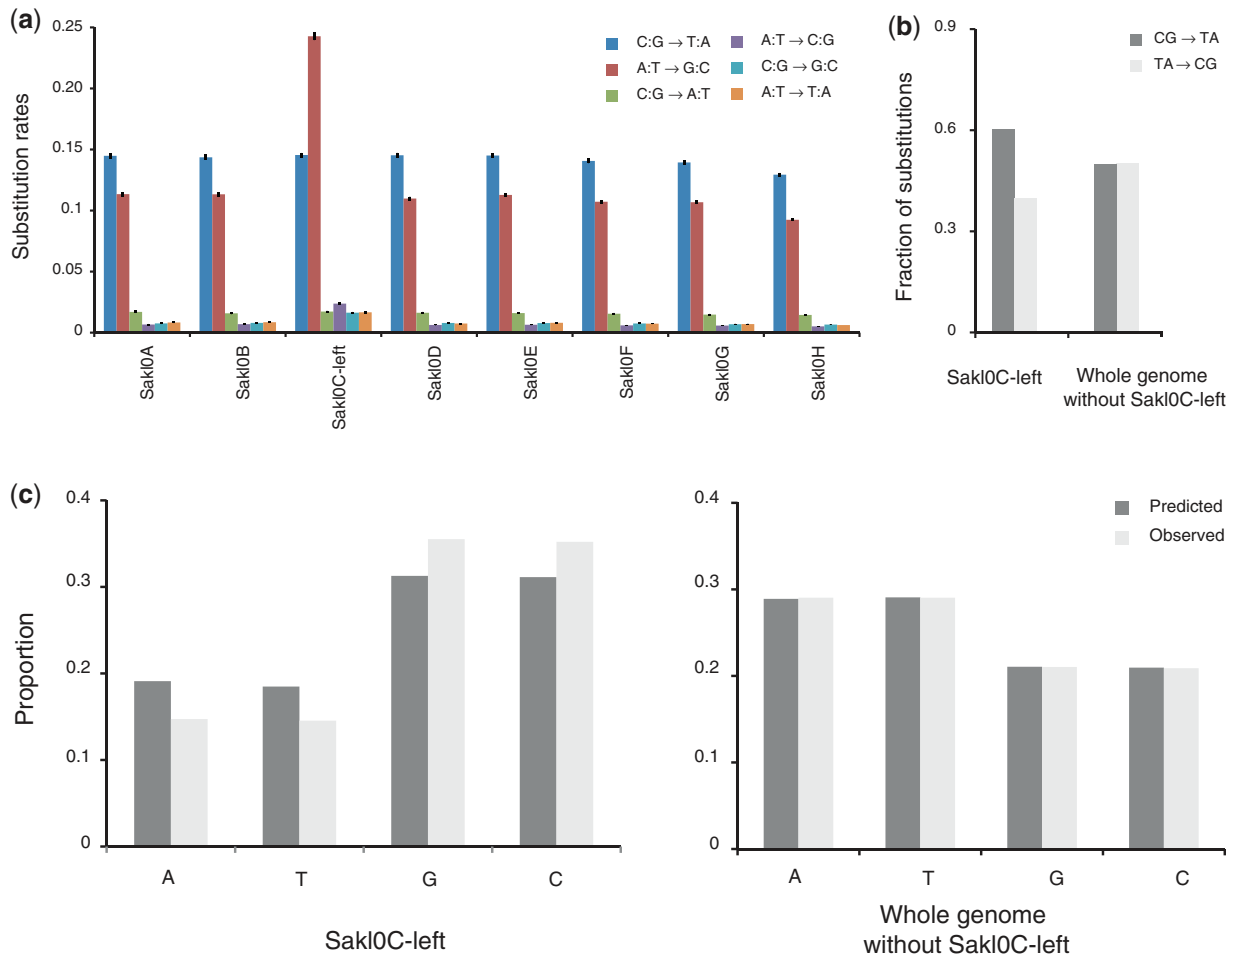 (a)
Substitution rates
0.25
0.20
0.15
0.1
0.05
0
C:G → T:A
A:T → G:C
C:G → A:T
A:T → C:G
C:G → G:C
A:T → T:A
Sakl0A
Sakl0B
Sakl0C-left
Sakl0D
Sakl0E
Sakl0F
Sakl0G
Sakl0H
(b)
Fraction of substitutions
0.9
0.6
0.3
0
CG → TA
TA → CG
Sakl0C-left
Whole genome
without Sakl0C-left
(c)
Proportion
0.4
0.3
0.2
0.1
0
A
T
G
C
Sakl0C-left
0.4
0.3
0.2
0.1
0
Predicted
Observed
A
T
G
C
Whole genome
without Sakl0C-left